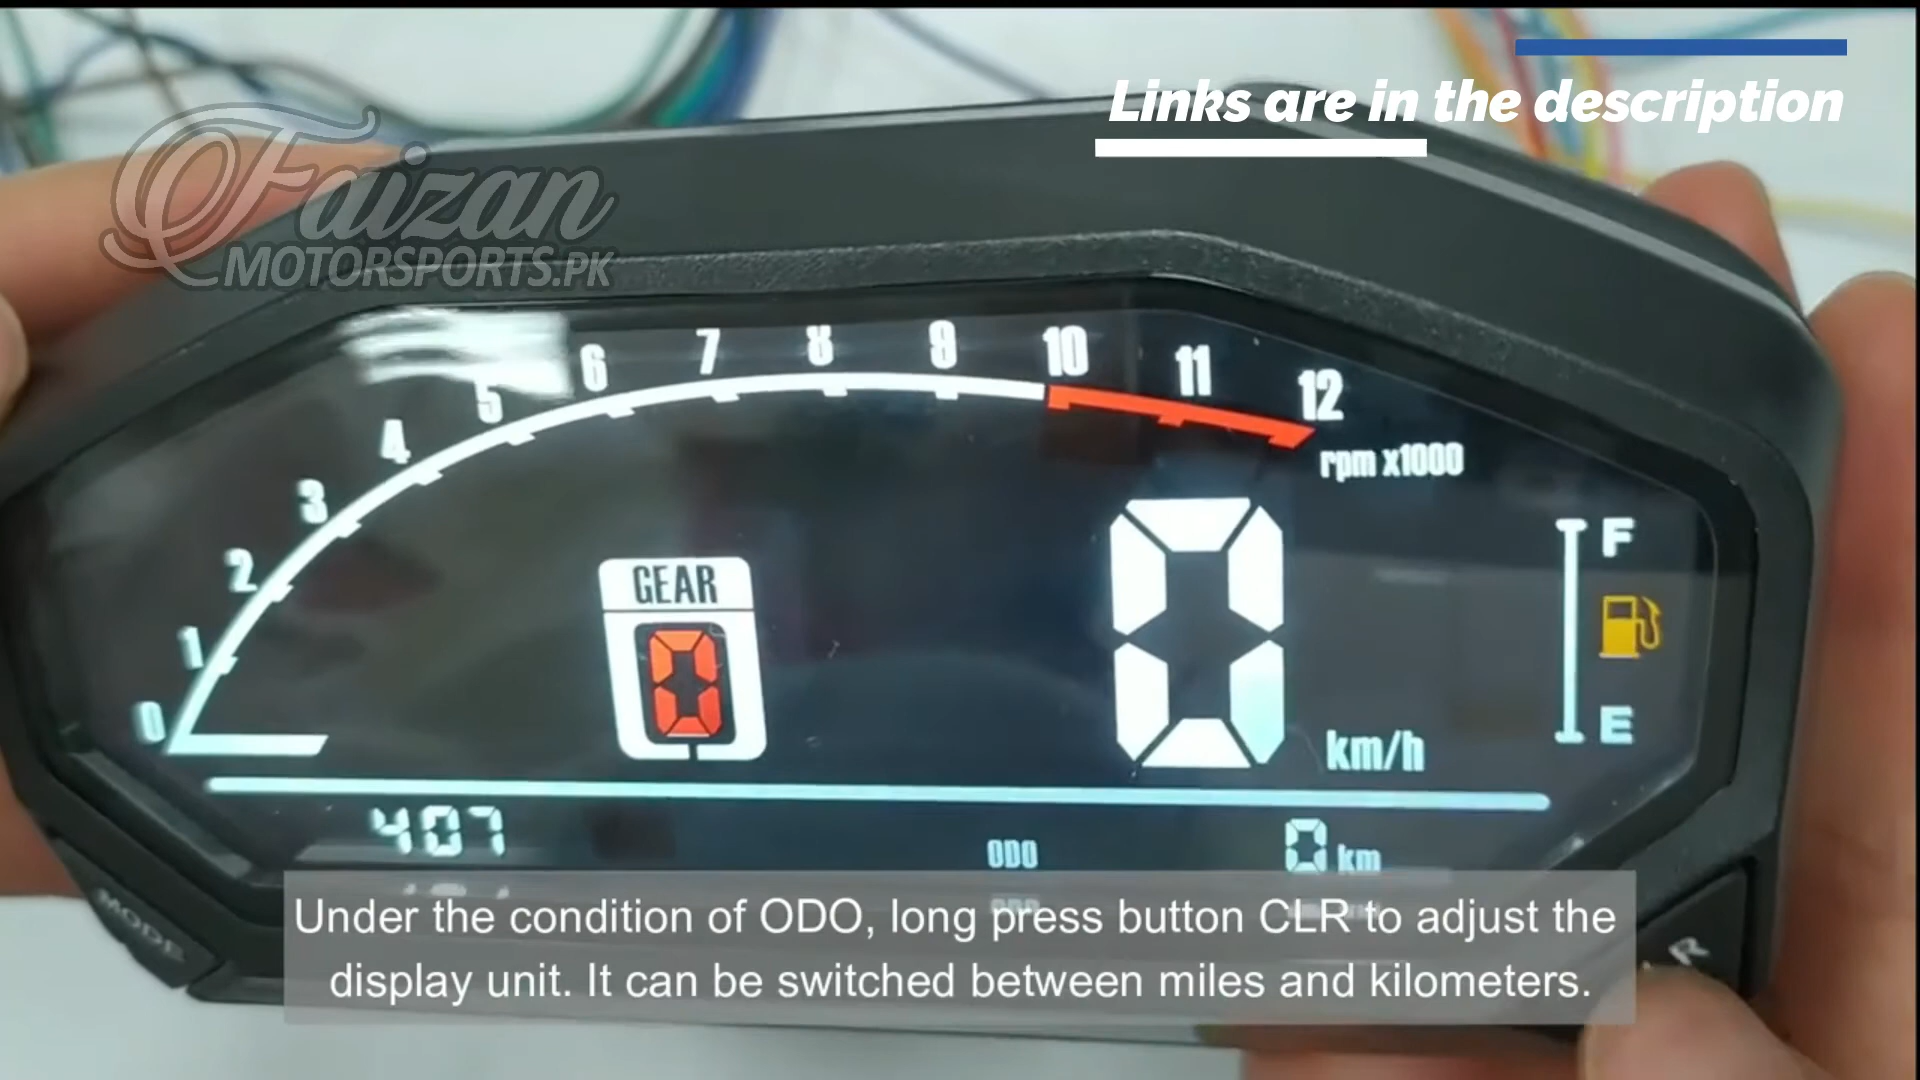 Links are in the description
Faizan
MOTORSPORTS.PK
0 1 2 3 4 5 6 7 8 9 10 11 12
rpm x1000
GEAR
0
0
km/h
F
E
407
ODO
0 km
MODE
Under the condition of ODO, long press button CLR to adjust the
display unit. It can be switched between miles and kilometers.